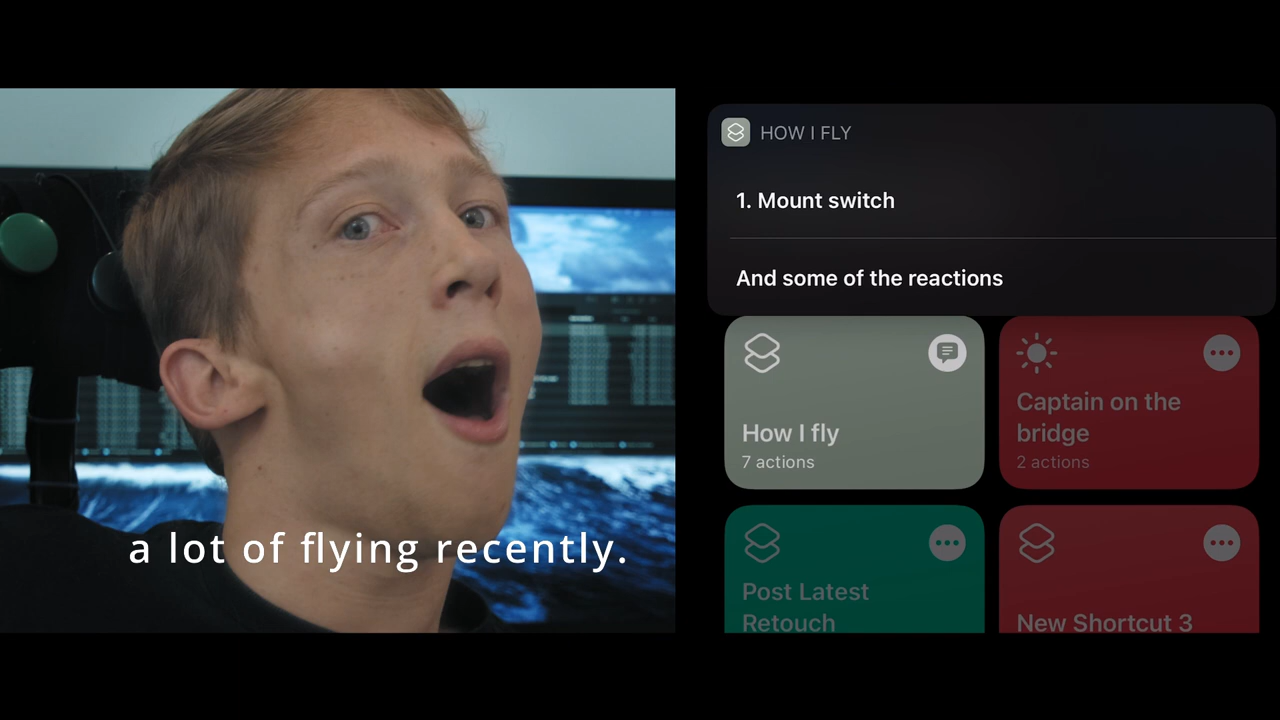 a lot of flying recently.
HOW I FLY
1. Mount switch
And some of the reactions
How I fly
7 actions
Captain on the
bridge
2 actions
Post Latest
Retouch
New Shortcut 3